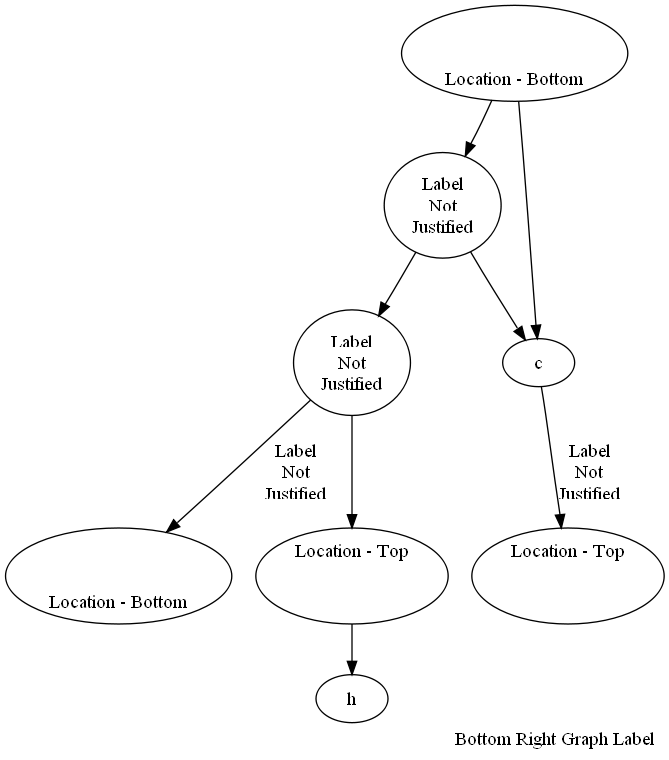 Location - Bottom
Label
Not
Justified
Label
Not
Justified
c
Label
Not
Justified
Label
Not
Justified
Location - Bottom
Location - Top
Location - Top
h
Bottom Right Graph Label